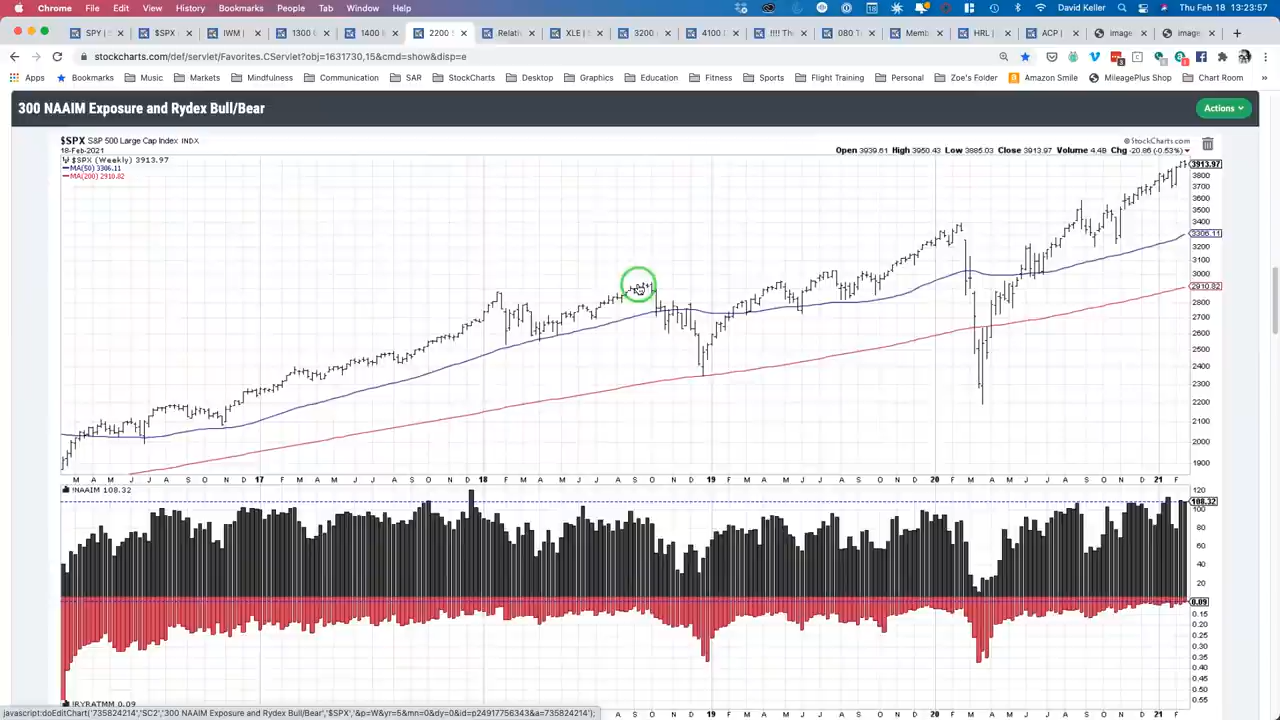 Chrome File Edit View History Bookmarks People Tab Window Help David Keller Thu Feb 18 13:23:57
SPY | S $SPX IWM | 1300 ( 1400 I 2200 S Relati XLE | S 3200 4100 !!!! The 080 T Memb HRL | ACP | image image
stockcharts.com/def/servlet/Favorites.CServlet?obj=1631730,15&cmd=show&disp=e
Apps Bookmarks Music Markets Mindfulness Communication SAR StockCharts Desktop Graphics Education Fitness Sports Flight Training Personal Zoe's Folder Amazon Smile MileagePlus Shop Chart Room »
300 NAAIM Exposure and Rydex Bull/Bear
Actions
$SPX S&P 500 Large Cap Index INDX
© StockCharts.com
18-Feb-2021
Open 3939.61 High 3950.43 Low 3885.03 Close 3913.97 Volume 4.4B Chg -20.86 (-0.53%)
$SPX (Weekly) 3913.97
MA(50) 3306.11
MA(200) 2910.82
3913.97
3800
3700
3600
3500
3400
3306.11
3200
3100
3000
2910.82
2800
2700
2600
2500
2400
2300
2200
2100
2000
1900
M A M J J A S O N D 17 F M A M J J A S O N D 18 F M A M J J A S O N D 19 F M A M J J A S O N D 20 F M A M J J A S O N D 21 F
!NAAIM 108.32
120
108.32
100
80
60
40
20
0.09
0.15
0.20
0.25
0.30
0.35
0.40
0.45
0.50
0.55
!RYRATMM 0.09
javascript:doEditChart('735824214','SC2','300 NAAIM Exposure and Rydex Bull/Bear','$SPX','&p=W&yr=5&mn=0&dy=0&id=p24917756343&a=735824214');
19 F M A M J J A S O N D 20 F M A M J J A S O N D 21 F